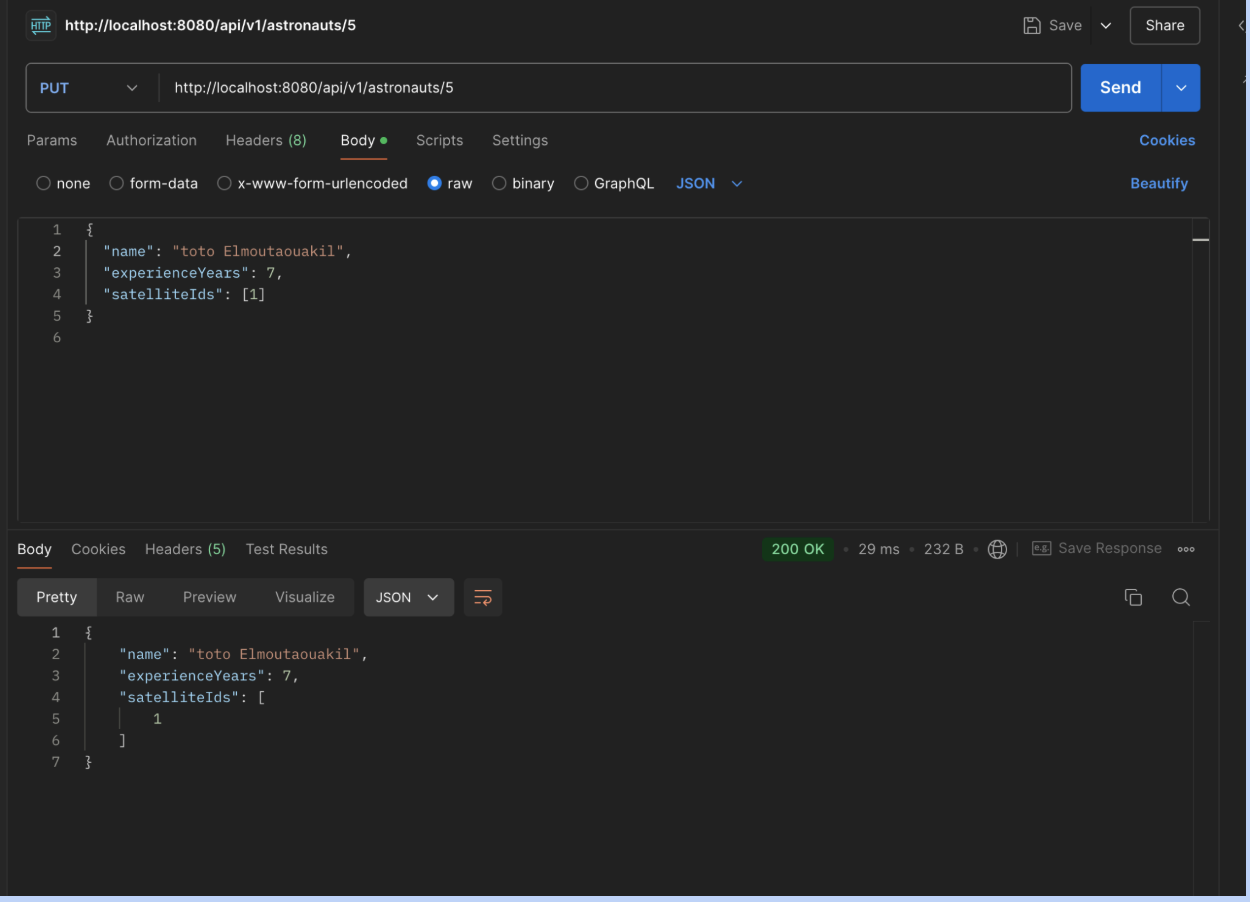 HTTP http://localhost:8080/api/v1/astronauts/5 Save Share
PUT http://localhost:8080/api/v1/astronauts/5 Send
Params Authorization Headers (8) Body Scripts Settings Cookies
none form-data x-www-form-urlencoded raw binary GraphQL JSON Beautify
1 {
2 "name": "toto Elmoutaouakil",
3 "experienceYears": 7,
4 "satelliteIds": [1]
5 }
6
Body Cookies Headers (5) Test Results 200 OK • 29 ms • 232 B • e.g. Save Response
Pretty Raw Preview Visualize JSON
1 {
2 "name": "toto Elmoutaouakil",
3 "experienceYears": 7,
4 "satelliteIds": [
5 1
6 ]
7 }